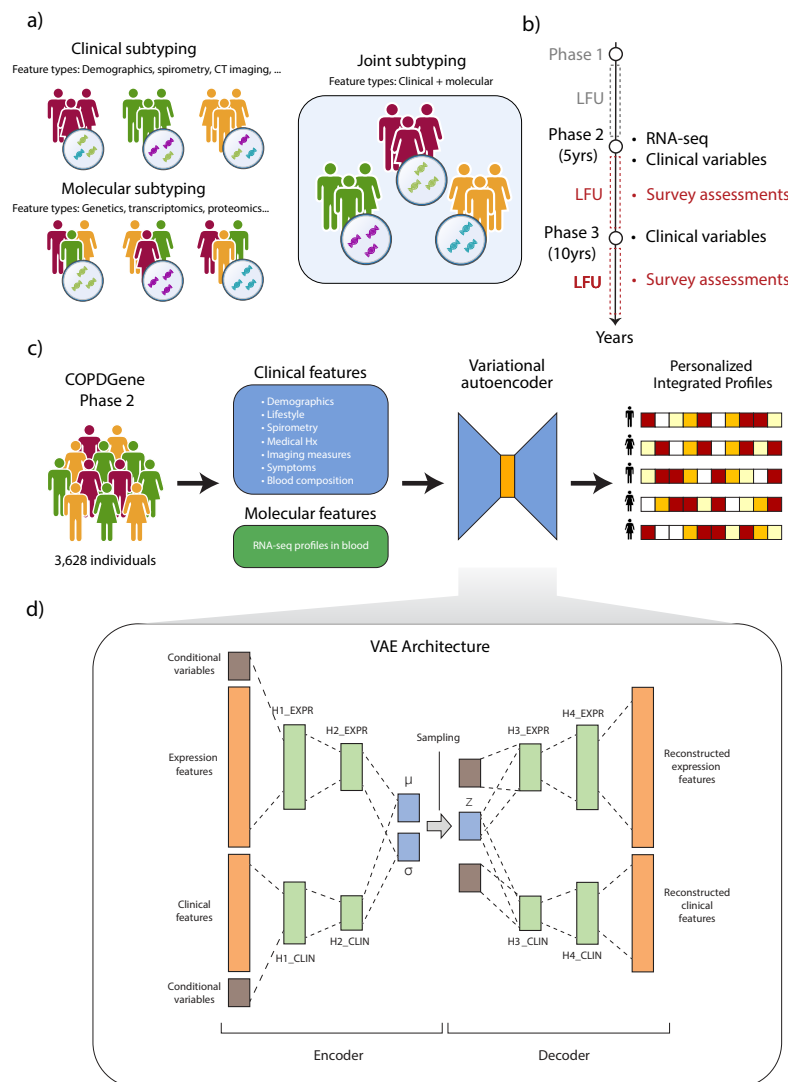 a)
Clinical subtyping
Feature types: Demographics, spirometry, CT imaging, ...
Molecular subtyping
Feature types: Genetics, transcriptomics, proteomics...
Joint subtyping
Feature types: Clinical + molecular
b)
Phase 1
LFU
Phase 2
(5yrs)
• RNA-seq
• Clinical variables
LFU
• Survey assessments
Phase 3
(10yrs)
• Clinical variables
LFU
• Survey assessments
Years
c)
COPDGene
Phase 2
3,628 individuals
Clinical features
• Demographics
• Lifestyle
• Spirometry
• Medical Hx
• Imaging measures
• Symptoms
• Blood composition
Molecular features
RNA-seq profiles in blood
Variational
autoencoder
Personalized
Integrated Profiles
d)
VAE Architecture
Conditional
variables
Expression
features
Clinical
features
Conditional
variables
H1_EXPR
H2_EXPR
H1_CLIN
H2_CLIN
μ
σ
Sampling
z
H3_EXPR
H4_EXPR
H3_CLIN
H4_CLIN
Reconstructed
expression
features
Reconstructed
clinical
features
Encoder
Decoder